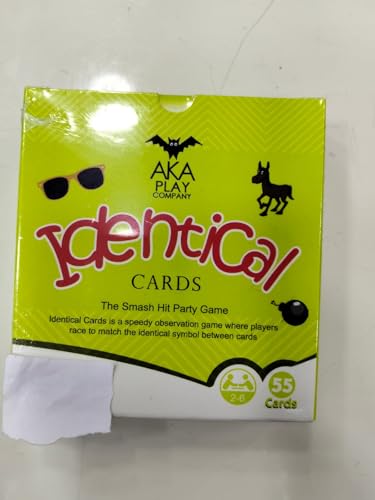 AKA
PLAY
COMPANY
Identical
CARDS
The Smash Hit Party Game
Identical Cards is a speedy observation game where players
race to match the identical symbol between cards
2-6
55
Cards